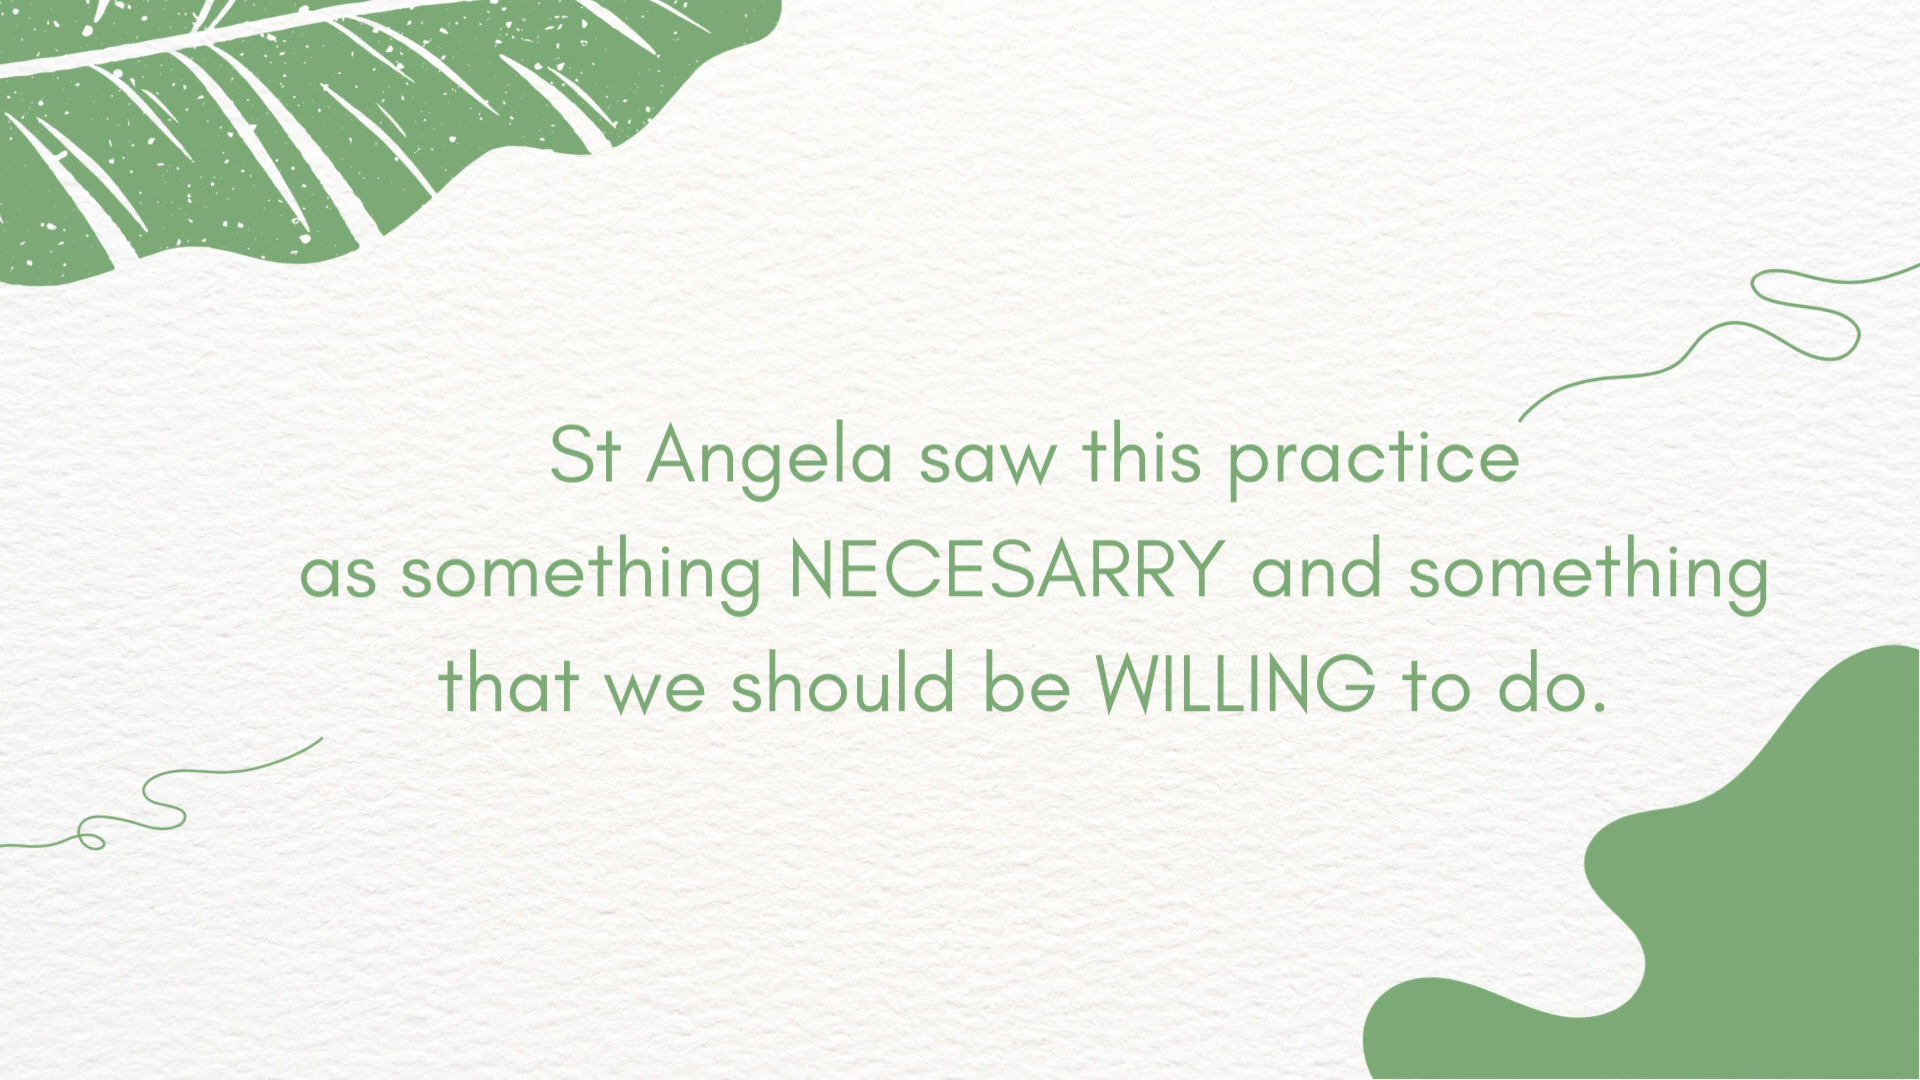 St Angela saw this practice
as something NECESARRY and something
that we should be WILLING to do.